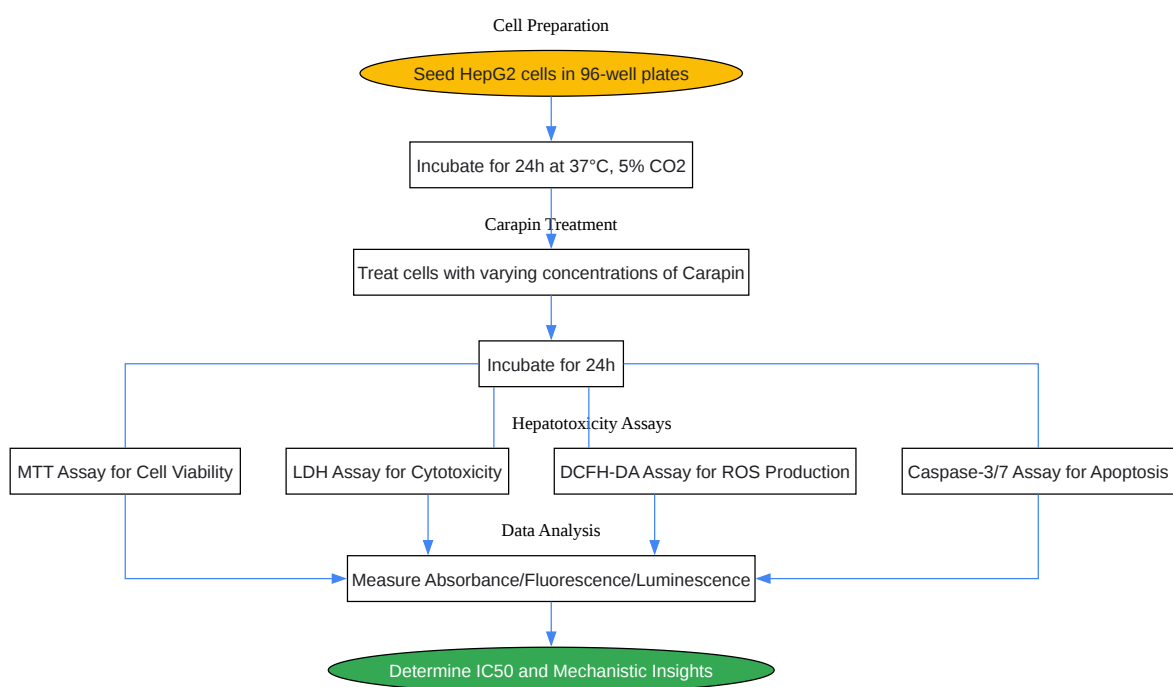 Cell Preparation
Seed HepG2 cells in 96-well plates
Incubate for 24h at 37°C, 5% CO2
Carapin Treatment
Treat cells with varying concentrations of Carapin
Incubate for 24h
Hepatotoxicity Assays
MTT Assay for Cell Viability
LDH Assay for Cytotoxicity
DCFH-DA Assay for ROS Production
Caspase-3/7 Assay for Apoptosis
Data Analysis
Measure Absorbance/Fluorescence/Luminescence
Determine IC50 and Mechanistic Insights